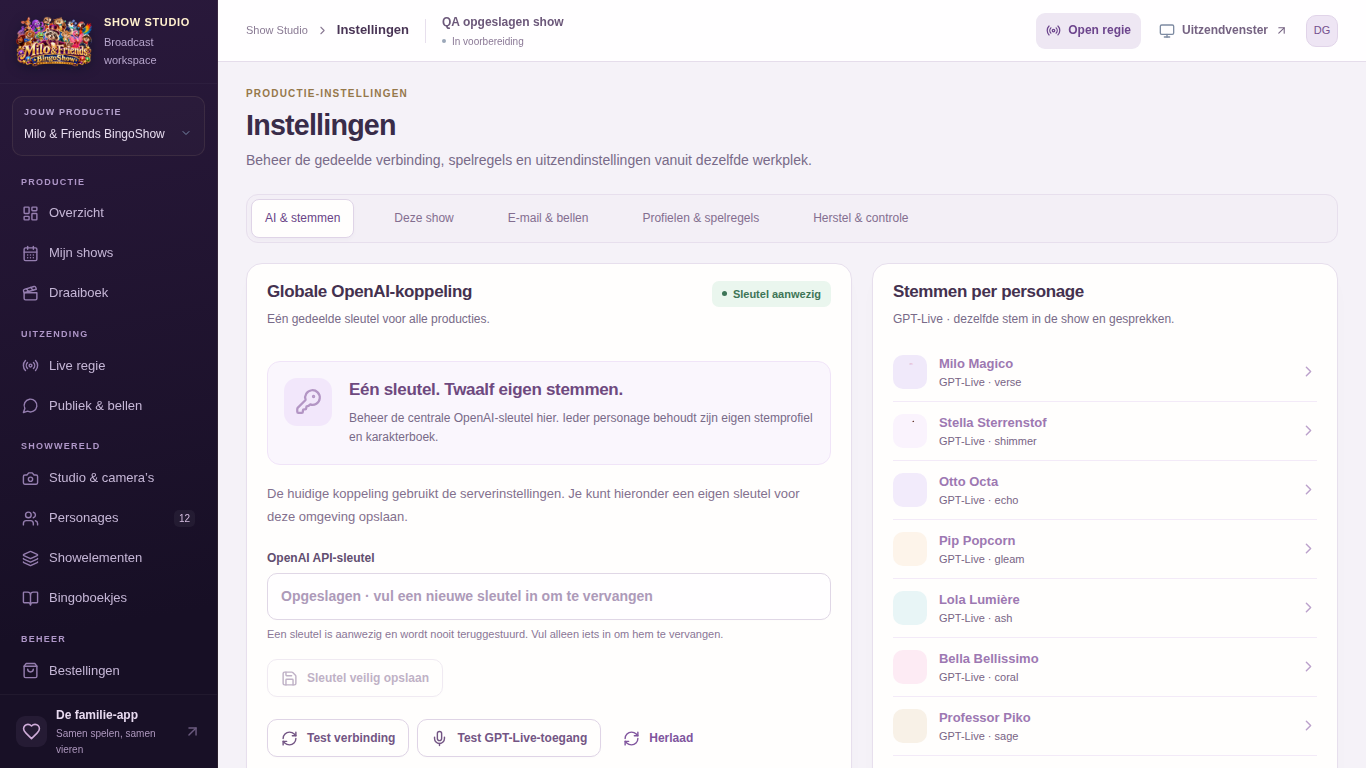 Milo & Friends
BingoShow
SHOW STUDIO
Broadcast
workspace
JOUW PRODUCTIE
Milo & Friends BingoShow
PRODUCTIE
Overzicht
Mijn shows
Draaiboek
UITZENDING
Live regie
Publiek & bellen
SHOWWERELD
Studio & camera's
Personages
12
Showelementen
Bingoboekjes
BEHEER
Bestellingen
De familie-app
Samen spelen, samen
vieren
Show Studio
Instellingen
QA opgeslagen show
In voorbereiding
Open regie
Uitzendvenster
DG
PRODUCTIE-INSTELLINGEN
Instellingen
Beheer de gedeelde verbinding, spelregels en uitzendinstellingen vanuit dezelfde werkplek.
AI & stemmen
Deze show
E-mail & bellen
Profielen & spelregels
Herstel & controle
Globale OpenAI-koppeling
Sleutel aanwezig
Eén gedeelde sleutel voor alle producties.
Eén sleutel. Twaalf eigen stemmen.
Beheer de centrale OpenAI-sleutel hier. Ieder personage behoudt zijn eigen stemprofiel
en karakterboek.
De huidige koppeling gebruikt de serverinstellingen. Je kunt hieronder een eigen sleutel voor
deze omgeving opslaan.
OpenAI API-sleutel
Opgeslagen · vul een nieuwe sleutel in om te vervangen
Een sleutel is aanwezig en wordt nooit teruggestuurd. Vul alleen iets in om hem te vervangen.
Sleutel veilig opslaan
Test verbinding
Test GPT-Live-toegang
Herlaad
Stemmen per personage
GPT-Live · dezelfde stem in de show en gesprekken.
Milo Magico
GPT-Live · verse
Stella Sterrenstof
GPT-Live · shimmer
Otto Octa
GPT-Live · echo
Pip Popcorn
GPT-Live · gleam
Lola Lumière
GPT-Live · ash
Bella Bellissimo
GPT-Live · coral
Professor Piko
GPT-Live · sage